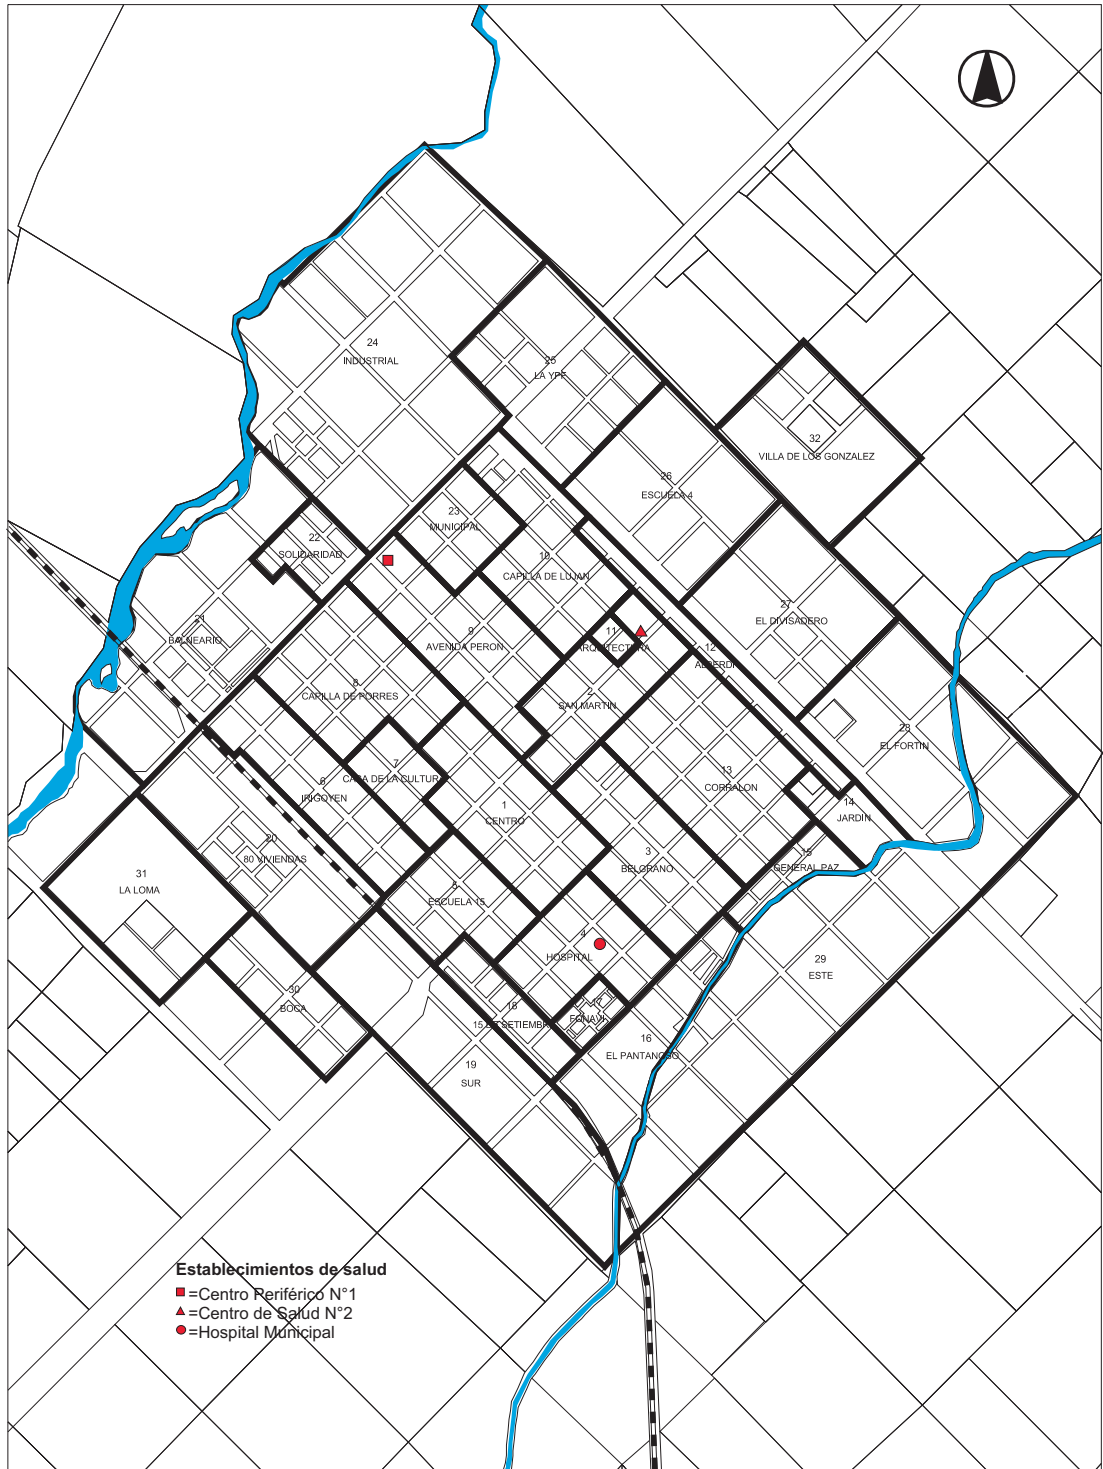 24
INDUSTRIAL
25
LA YPF
32
VILLA DE LOS GONZALEZ
26
ESCUELA 4
23
MUNICIPAL
22
SOLIDARIDAD
10
CAPILLA DE LUJAN
27
EL DIVISADERO
21
BALNEARIO
9
AVENIDA PERON
11
ARQUITECTURA
12
ALBERDI
8
CAPILLA DE PORRES
2
SAN MARTIN
28
EL FORTIN
7
CASA DE LA CULTURA
6
IRIGOYEN
13
CORRALON
1
CENTRO
14
JARDIN
20
80 VIVIENDAS
3
BELGRANO
15
GENERAL PAZ
31
LA LOMA
5
ESCUELA 15
4
HOSPITAL
29
ESTE
30
BOCA
18
15 DE SETIEMBRE
17
FONAVI
16
EL PANTANOSO
19
SUR
Establecimientos de salud
=Centro Periférico N°1
=Centro de Salud N°2
=Hospital Municipal